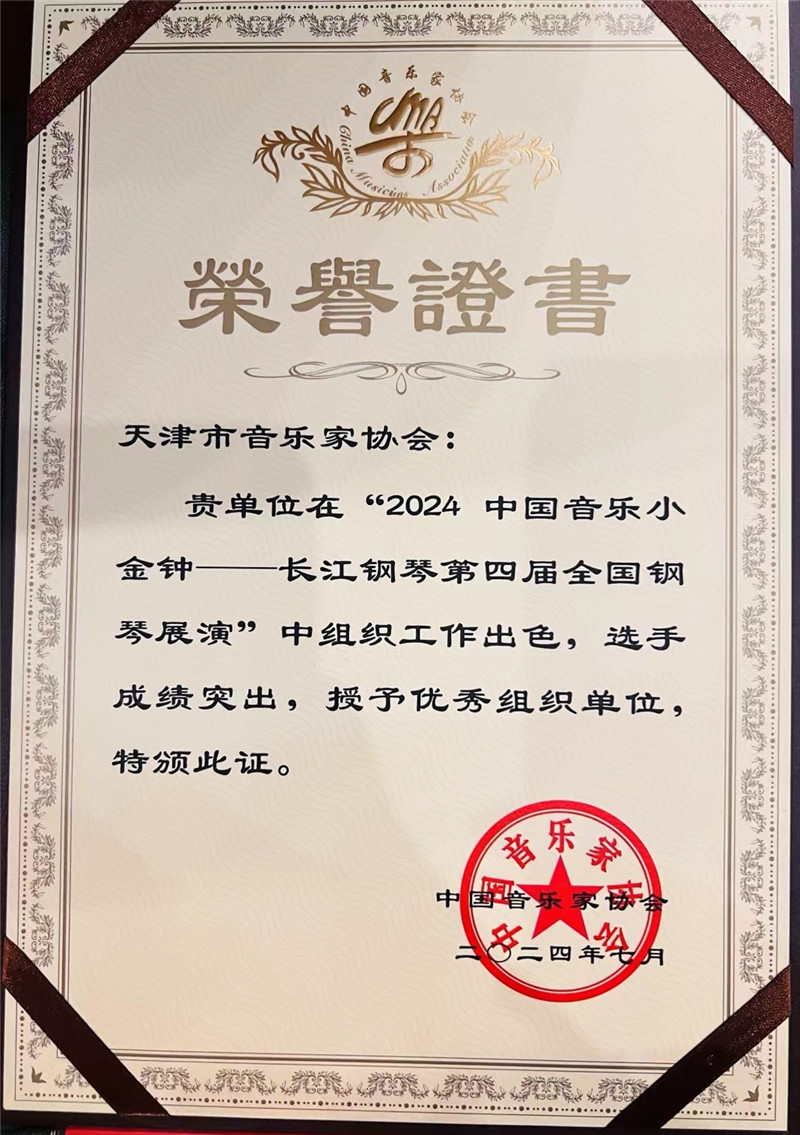 中国音乐家协会
CMA
China Musicians Association
榮譽證書
天津市音乐家协会：
贵单位在“2024 中国音乐小
金钟——长江钢琴第四届全国钢
琴展演”中组织工作出色，选手
成绩突出，授予优秀组织单位，
特颁此证。
中国音乐家协会
中国音乐家协会
二〇二四年七月